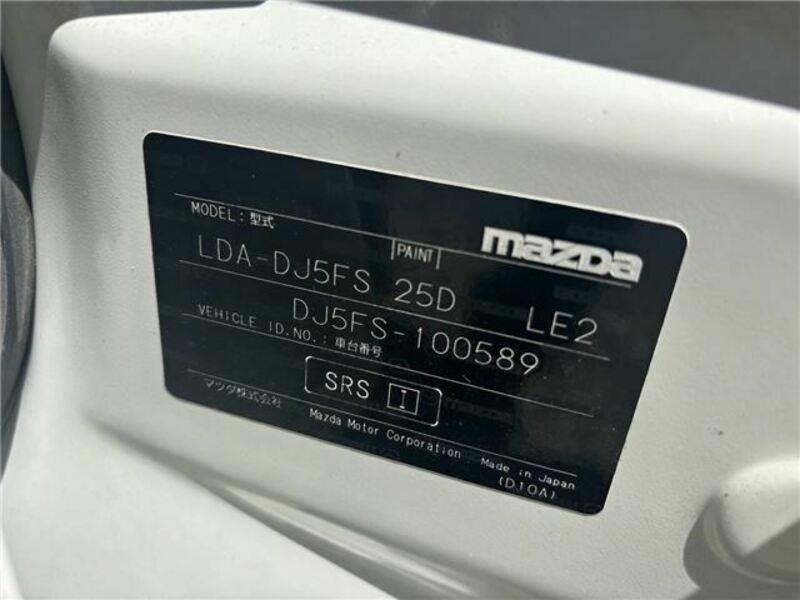 MODEL: 型式
PAINT
mazda
LDA-DJ5FS 25D LE2
VEHICLE ID.NO.: 車台番号
DJ5FS-100589
SRS I
マツダ株式会社
Mazda Motor Corporation
Made in Japan
(D10A)